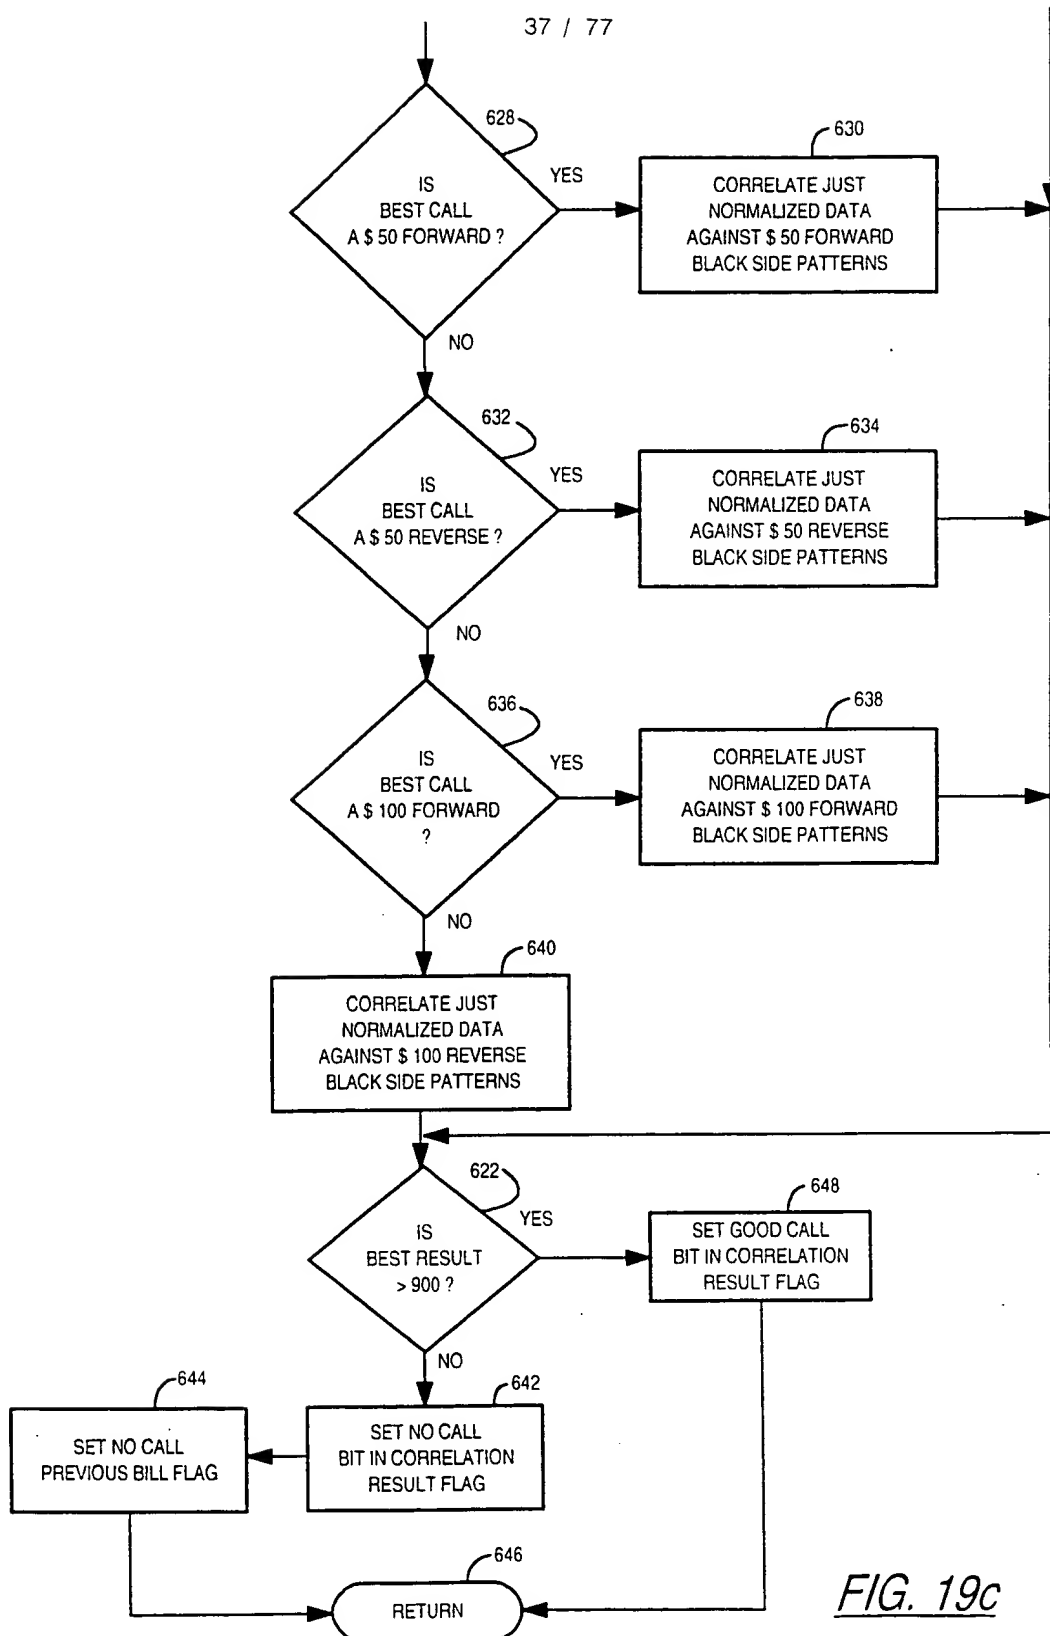 37 / 77
628
IS
BEST CALL
A $ 50 FORWARD ?
YES
630
CORRELATE JUST
NORMALIZED DATA
AGAINST $ 50 FORWARD
BLACK SIDE PATTERNS
NO
632
IS
BEST CALL
A $ 50 REVERSE ?
YES
634
CORRELATE JUST
NORMALIZED DATA
AGAINST $ 50 REVERSE
BLACK SIDE PATTERNS
NO
636
IS
BEST CALL
A $ 100 FORWARD
?
YES
638
CORRELATE JUST
NORMALIZED DATA
AGAINST $ 100 FORWARD
BLACK SIDE PATTERNS
NO
640
CORRELATE JUST
NORMALIZED DATA
AGAINST $ 100 REVERSE
BLACK SIDE PATTERNS
622
IS
BEST RESULT
> 900 ?
YES
648
SET GOOD CALL
BIT IN CORRELATION
RESULT FLAG
NO
642
SET NO CALL
BIT IN CORRELATION
RESULT FLAG
644
SET NO CALL
PREVIOUS BILL FLAG
646
RETURN
FIG. 19c